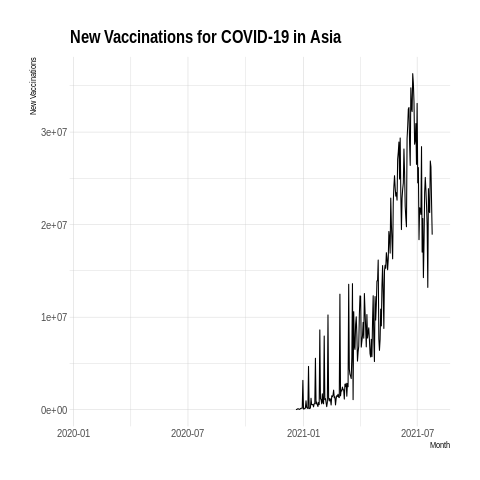 New Vaccinations for COVID-19 in Asia
New Vaccinations
3e+07
2e+07
1e+07
0e+00
2020-01
2020-07
2021-01
2021-07
Month